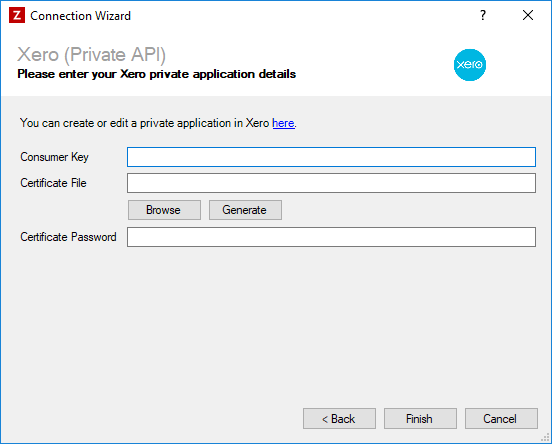 Z Connection Wizard ?
Xero (Private API)
Please enter your Xero private application details
xero
You can create or edit a private application in Xero here.
Consumer Key
Certificate File
Browse Generate
Certificate Password
< Back Finish Cancel